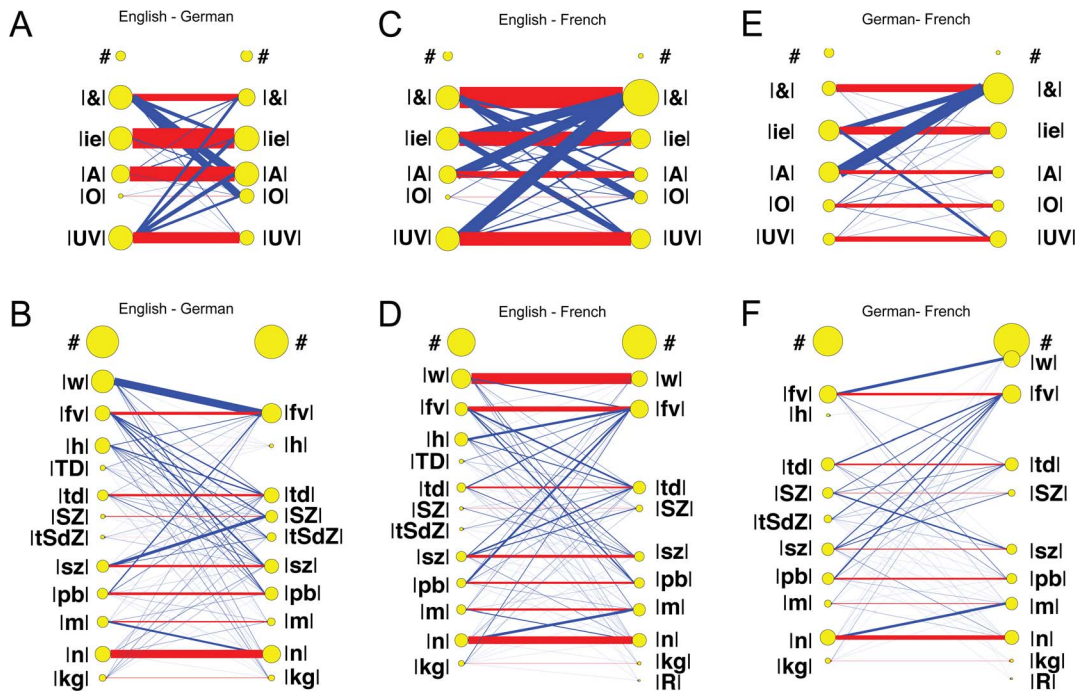 A
English - German
# #
|&| |&|
|ie| |ie|
|A| |A|
|O| |O|
|UV| |UV|
C
English - French
# #
|&| |&|
|ie| |ie|
|A| |A|
|O| |O|
|UV| |UV|
E
German- French
# #
|&| |&|
|ie| |ie|
|A| |A|
|O| |O|
|UV| |UV|
B
English - German
# #
|w|
|fv| |fv|
|h| |h|
|TD|
|td| |td|
|SZ| |SZ|
|tSdZ| |tSdZ|
|sz| |sz|
|pb| |pb|
|m| |m|
|n| |n|
|kg| |kg|
D
English - French
# #
|w| |w|
|fv| |fv|
|h|
|TD|
|td| |td|
|SZ| |SZ|
|tSdZ|
|sz| |sz|
|pb| |pb|
|m| |m|
|n| |n|
|kg| |kg|
|R|
F
German- French
# #
|w|
|fv| |fv|
|h|
|td| |td|
|SZ| |SZ|
|tSdZ|
|sz| |sz|
|pb| |pb|
|m| |m|
|n| |n|
|kg| |kg|
|R|